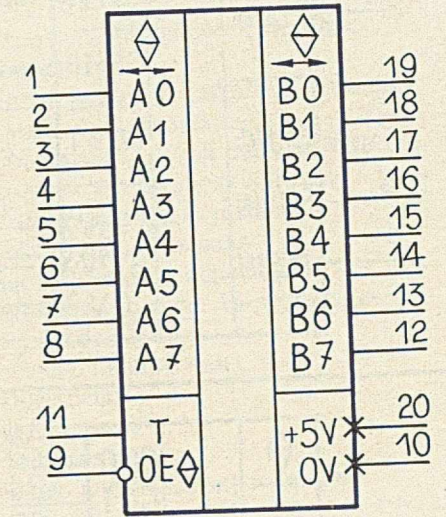 1 A0 B0 19
2 A1 B1 18
3 A2 B2 17
4 A3 B3 16
5 A4 B4 15
6 A5 B5 14
7 A6 B6 13
8 A7 B7 12
11 T +5V 20
9 OE 0V 10